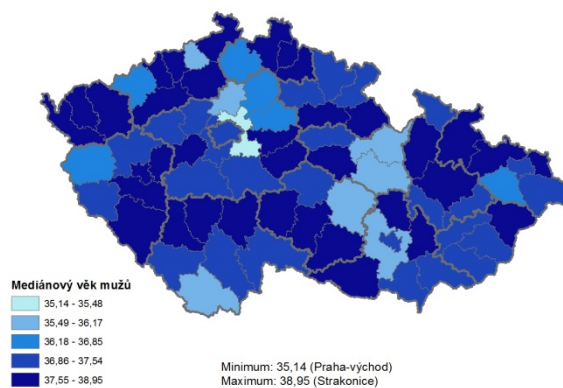 Mediánový věk mužů
35,14 - 35,48
35,49 - 36,17
36,18 - 36,85
36,86 - 37,54
37,55 - 38,95
Minimum: 35,14 (Praha-východ)
Maximum: 38,95 (Strakonice)